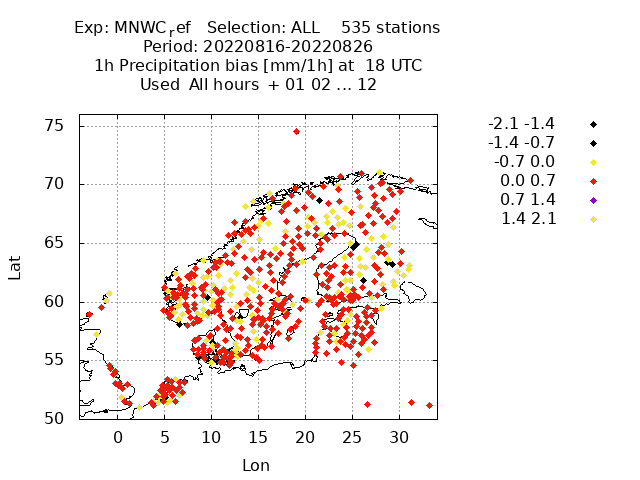 Exp: MNWCref   Selection: ALL    535 stations
Period: 20220816-20220826
1h Precipitation bias [mm/1h] at  18 UTC
Used  All hours  + 01 02 ... 12
-2.1 -1.4
-1.4 -0.7
-0.7 0.0
0.0 0.7
0.7 1.4
1.4 2.1
75
70
65
60
55
50
Lat
0 5 10 15 20 25 30
Lon